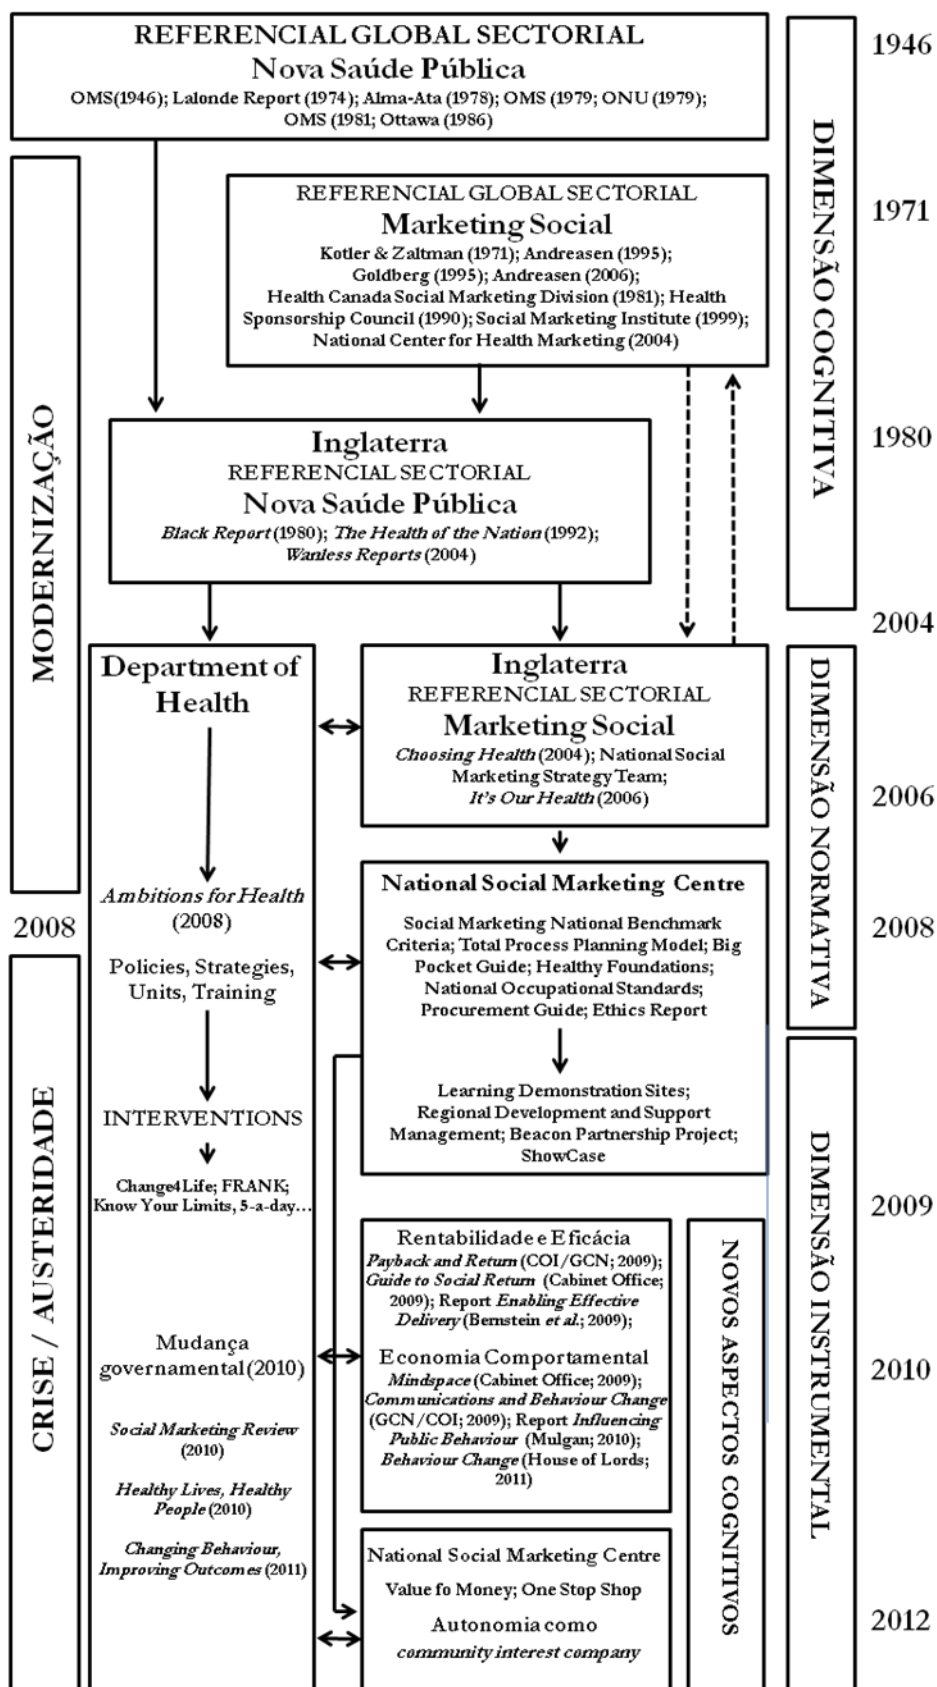 REFERENCIAL GLOBAL SECTORIAL
Nova Saúde Pública
OMS(1946); Lalonde Report (1974); Alma-Ata (1978); OMS (1979); ONU (1979);
OMS (1981; Ottawa (1986)
REFERENCIAL GLOBAL SECTORIAL
Marketing Social
Kotler & Zaltman (1971); Andreasen (1995);
Goldberg (1995); Andreasen (2006);
Health Canada Social Marketing Division (1981); Health
Sponsorship Council (1990); Social Marketing Institute (1999);
National Center for Health Marketing (2004)
Inglaterra
REFERENCIAL SECTORIAL
Nova Saúde Pública
Black Report (1980); The Health of the Nation (1992);
Wanless Reports (2004)
MODERNIZAÇÃO
2008
CRISE / AUSTERIDADE
Department of
Health
Ambitions for Health
(2008)
Policies, Strategies,
Units, Training
INTERVENTIONS
Change4Life; FRANK;
Know Your Limits, 5-a-day...
Mudança
governamental (2010)
Social Marketing Review
(2010)
Healthy Lives, Healthy
People (2010)
Changing Behaviour,
Improving Outcomes (2011)
Inglaterra
REFERENCIAL SECTORIAL
Marketing Social
Choosing Health (2004); National Social
Marketing Strategy Team;
It's Our Health (2006)
National Social Marketing Centre
Social Marketing National Benchmark
Criteria; Total Process Planning Model; Big
Pocket Guide; Healthy Foundations;
National Occupational Standards;
Procurement Guide; Ethics Report
Learning Demonstration Sites;
Regional Development and Support
Management; Beacon Partnership Project;
ShowCase
Rentabilidade e Eficácia
Payback and Return (COI/GCN; 2009);
Guide to Social Return (Cabinet Office;
2009); Report Enabling Effective
Delivery (Bernstein et al.; 2009);
Economia Comportamental
Mindspace (Cabinet Office; 2009);
Communications and Behaviour Change
(GCN/COI; 2009); Report Influencing
Public Behaviour (Mulgan; 2010);
Behaviour Change (House of Lords;
2011)
National Social Marketing Centre
Value fo Money; One Stop Shop
Autonomia como
community interest company
NOVOS ASPECTOS COGNITIVOS
DIMENSÃO COGNITIVA
DIMENSÃO NORMATIVA
DIMENSÃO INSTRUMENTAL
1946
1971
1980
2004
2006
2008
2009
2010
2012